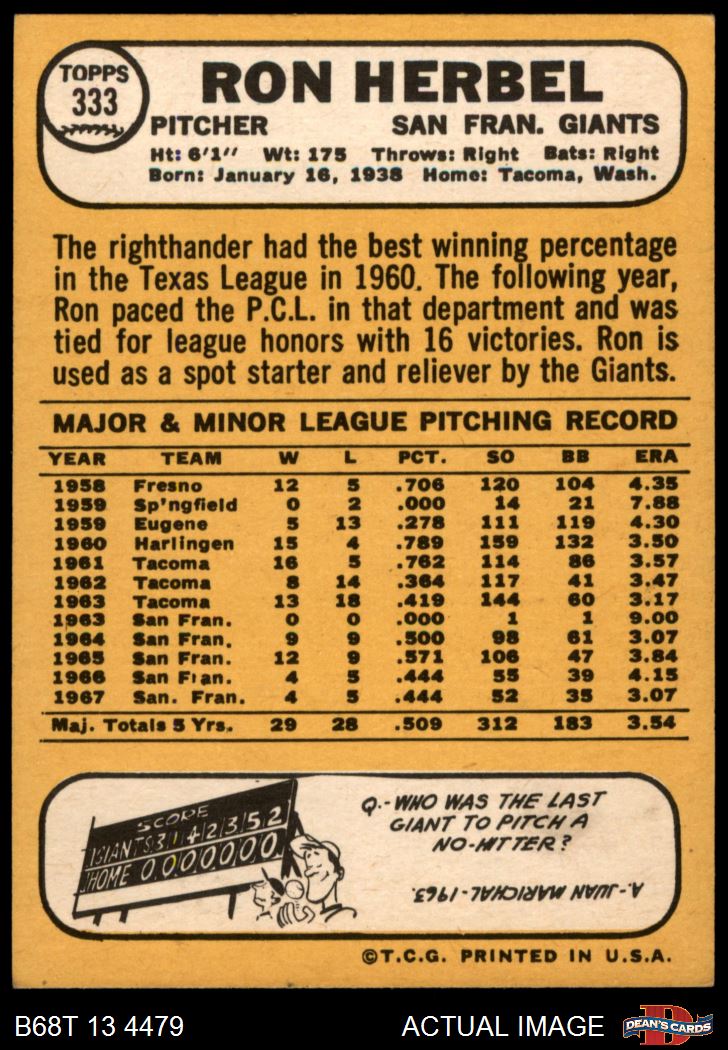 TOPPS
333
RON HERBEL
PITCHER SAN FRAN. GIANTS
Ht: 6'1" Wt: 175 Throws: Right Bats: Right
Born: January 16, 1938 Home: Tacoma, Wash.
The righthander had the best winning percentage
in the Texas League in 1960. The following year,
Ron paced the P.C.L. in that department and was
tied for league honors with 16 victories. Ron is
used as a spot starter and reliever by the Giants.
MAJOR & MINOR LEAGUE PITCHING RECORD
YEAR TEAM W L PCT. SO BB ERA
1958 Fresno 12 5 .706 120 104 4.35
1959 Sp'ngfield 0 2 .000 14 21 7.88
1959 Eugene 5 13 .278 111 119 4.30
1960 Harlingen 15 4 .789 159 132 3.50
1961 Tacoma 16 5 .762 114 86 3.57
1962 Tacoma 8 14 .364 117 41 3.47
1963 Tacoma 13 18 .419 144 60 3.17
1963 San Fran. 0 0 .000 1 1 9.00
1964 San Fran. 9 9 .500 98 61 3.07
1965 San Fran. 12 9 .571 106 47 3.84
1966 San Fran. 4 5 .444 55 39 4.15
1967 San. Fran. 4 5 .444 52 35 3.07
Maj. Totals 5 Yrs. 29 28 .509 312 183 3.54
SCORE
GIANTS 3 1 4 2 3 5 2
HOME 0 0 0 0 0 0 0
Q.- WHO WAS THE LAST
GIANT TO PITCH A
NO-HITTER?
A.- JUAN MARICHAL - 1963.
©T.C.G. PRINTED IN U.S.A.
B68T 13 4479 ACTUAL IMAGE
D
DEAN'S CARDS